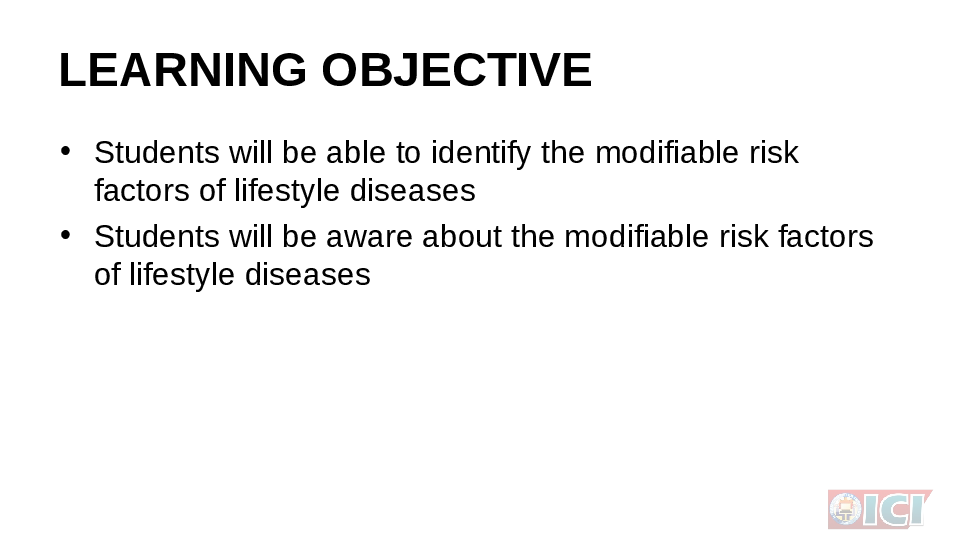 LEARNING OBJECTIVE
• Students will be able to identify the modifiable risk
factors of lifestyle diseases
• Students will be aware about the modifiable risk factors
of lifestyle diseases
ICI